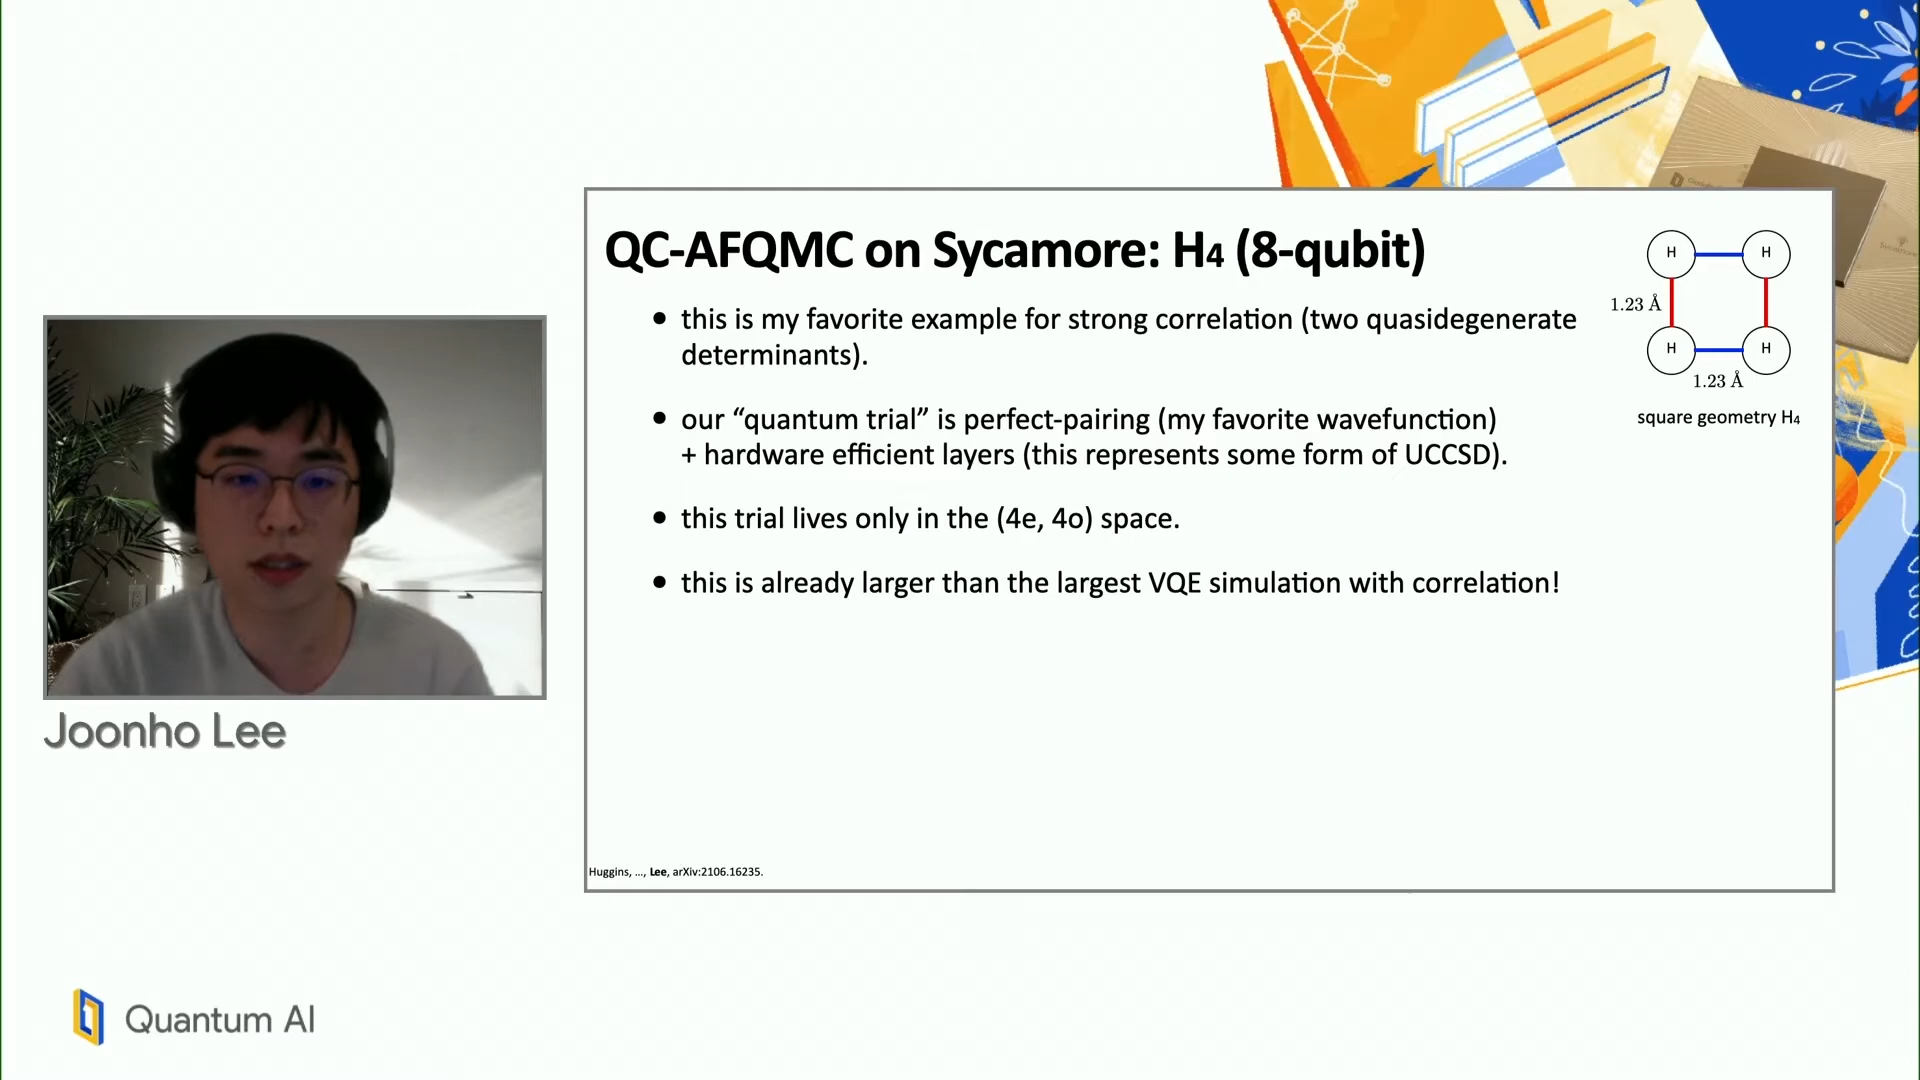 QC-AFQMC on Sycamore: H4 (8-qubit)
• this is my favorite example for strong correlation (two quasidegenerate
determinants).
• our “quantum trial” is perfect-pairing (my favorite wavefunction)
+ hardware efficient layers (this represents some form of UCCSD).
• this trial lives only in the (4e, 4o) space.
• this is already larger than the largest VQE simulation with correlation!
H H
1.23 Å
H H
1.23 Å
square geometry H4
Huggins, ..., Lee, arXiv:2106.16235.
Joonho Lee
Quantum AI